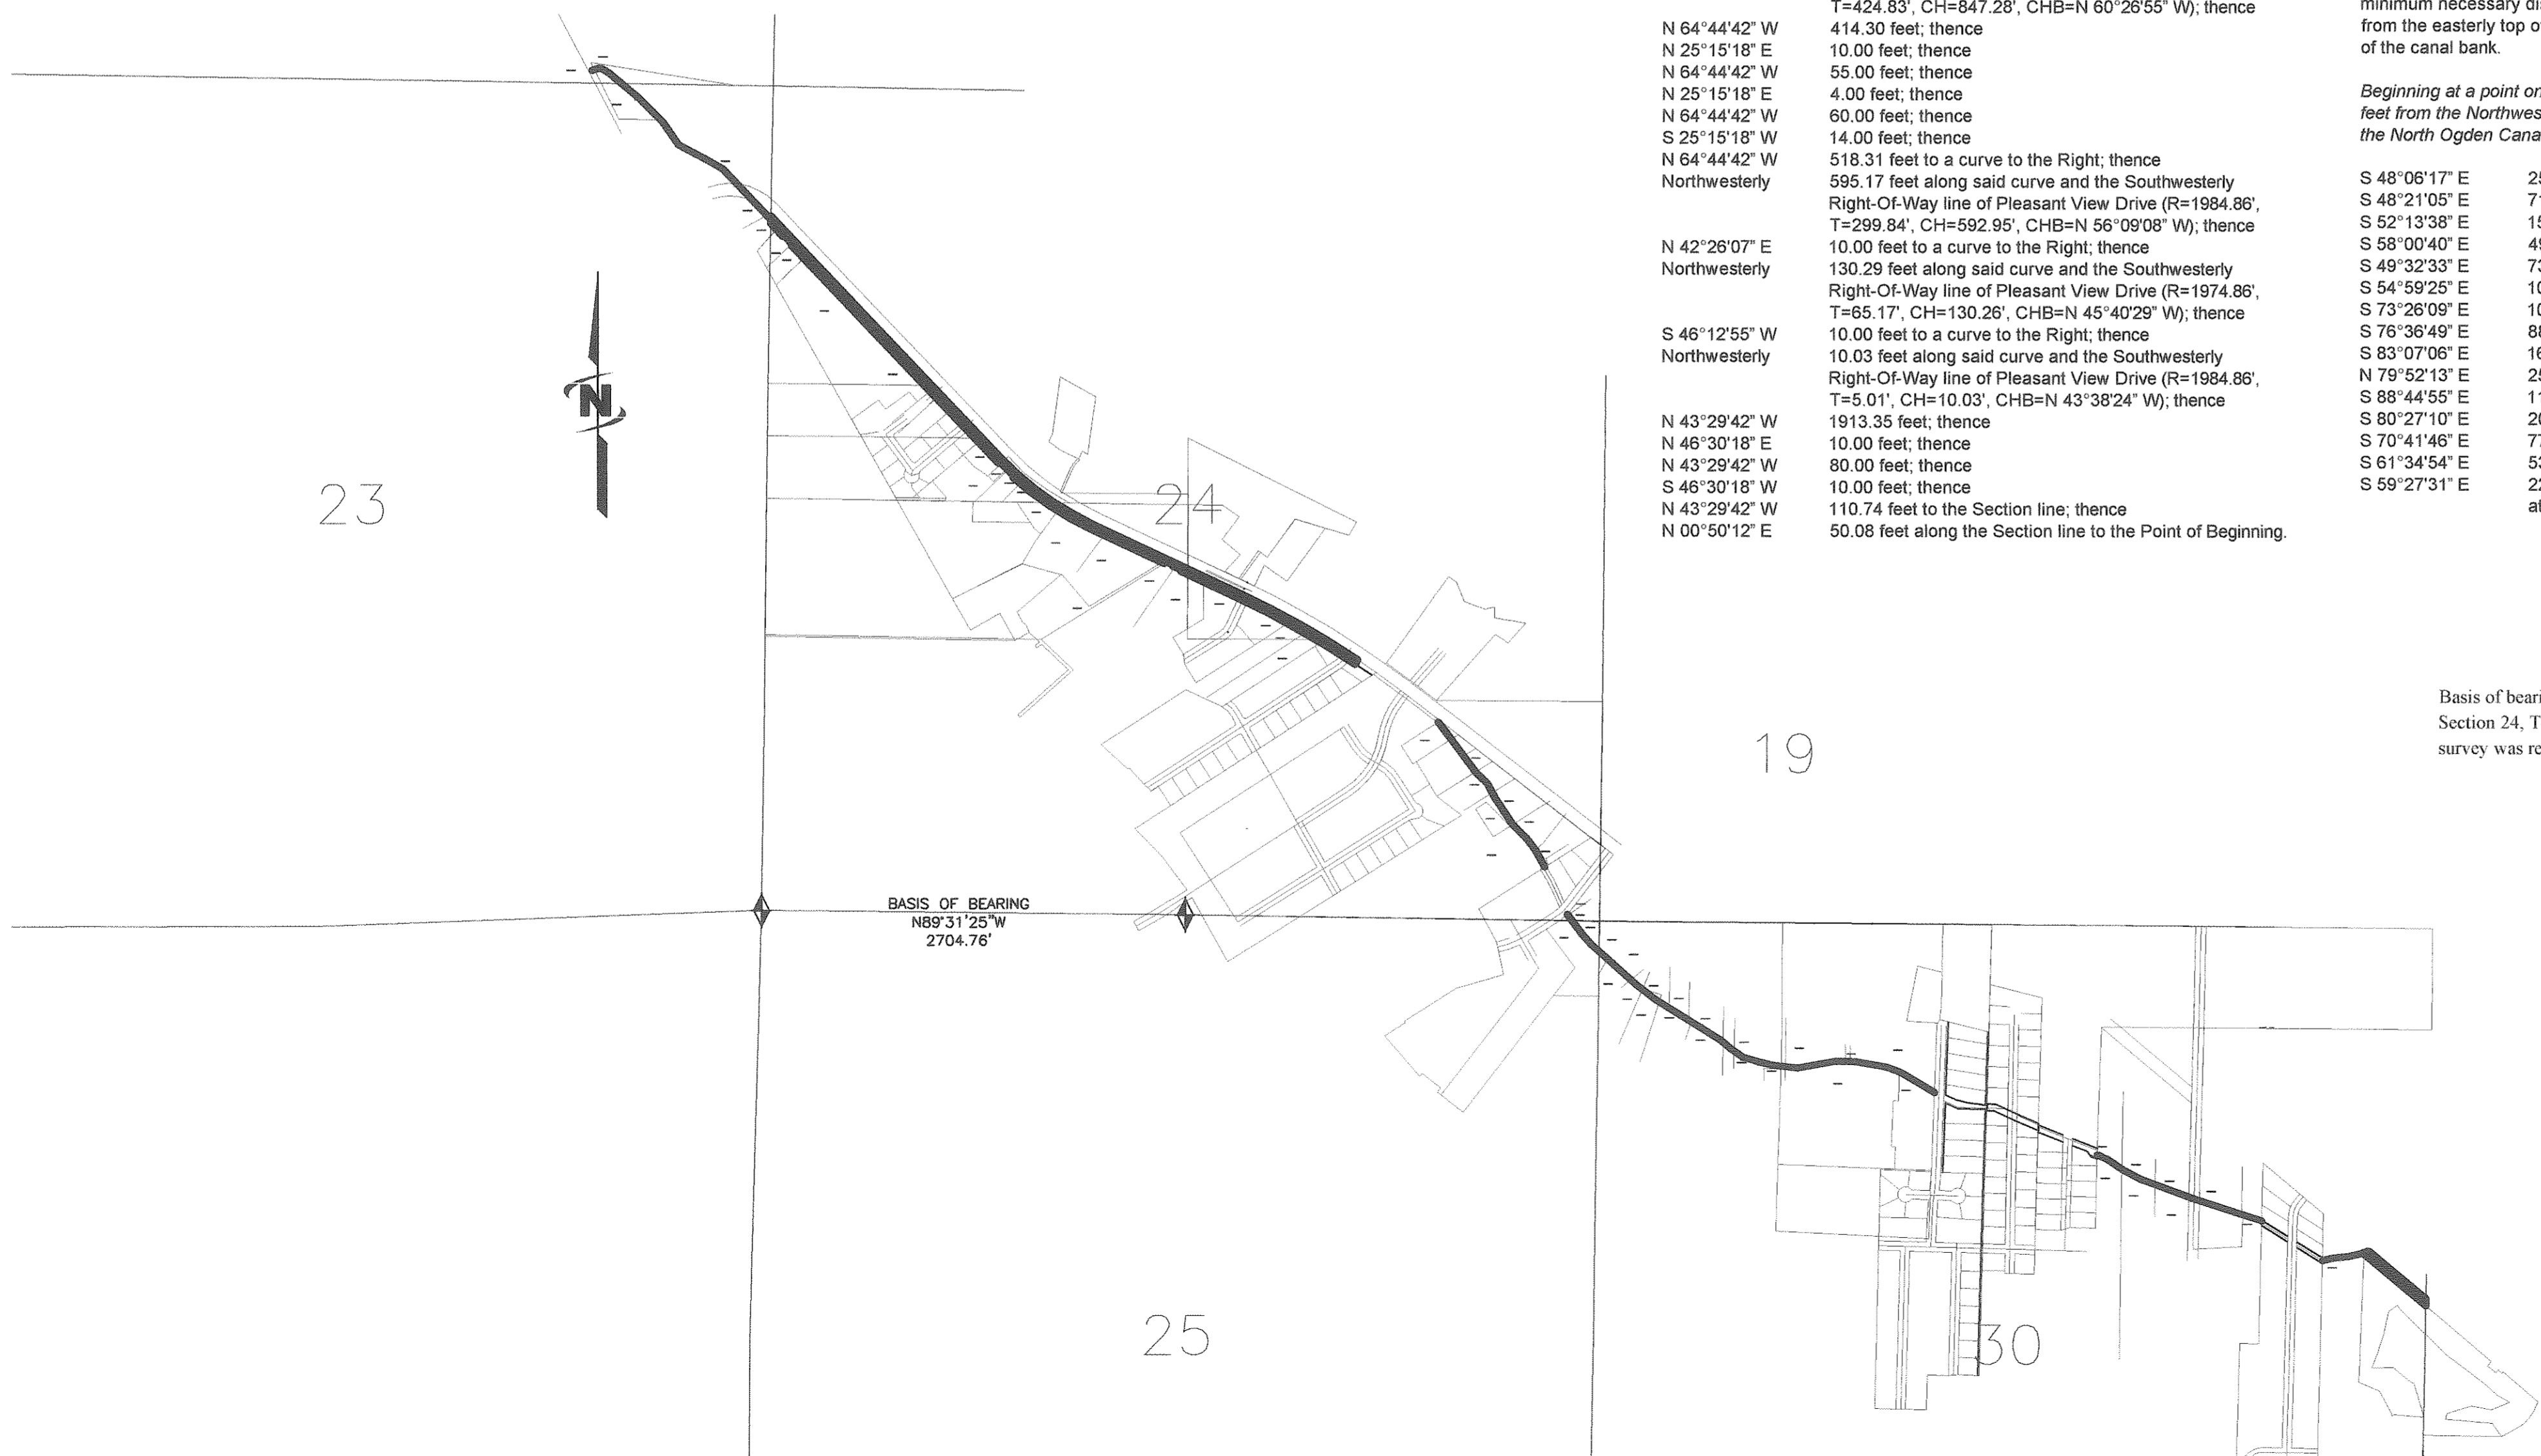 T=424.83', CH=847.28', CHB=N 60°26'55" W); thence
N 64°44'42" W 414.30 feet; thence
N 25°15'18" E 10.00 feet; thence
N 64°44'42" W 55.00 feet; thence
N 25°15'18" E 4.00 feet; thence
N 64°44'42" W 60.00 feet; thence
S 25°15'18" W 14.00 feet; thence
N 64°44'42" W 518.31 feet to a curve to the Right; thence
Northwesterly 595.17 feet along said curve and the Southwesterly
Right-Of-Way line of Pleasant View Drive (R=1984.86',
T=299.84', CH=592.95', CHB=N 56°09'08" W); thence
N 42°26'07" E 10.00 feet to a curve to the Right; thence
Northwesterly 130.29 feet along said curve and the Southwesterly
Right-Of-Way line of Pleasant View Drive (R=1974.86',
T=65.17', CH=130.26', CHB=N 45°40'29" W); thence
S 46°12'55" W 10.00 feet to a curve to the Right; thence
Northwesterly 10.03 feet along said curve and the Southwesterly
Right-Of-Way line of Pleasant View Drive (R=1984.86',
T=5.01', CH=10.03', CHB=N 43°38'24" W); thence
N 43°29'42" W 1913.35 feet; thence
N 46°30'18" E 10.00 feet; thence
N 43°29'42" W 80.00 feet; thence
S 46°30'18" W 10.00 feet; thence
N 43°29'42" W 110.74 feet to the Section line; thence
N 00°50'12" E 50.08 feet along the Section line to the Point of Beginning.
minimum necessary
from the easterly top
of the canal bank.
Beginning at a point
feet from the
the North Ogden
S 48°06'17" E
S 48°21'05" E
S 52°13'38" E
S 58°00'40" E
S 49°32'33" E
S 54°59'25" E
S 73°26'09" E
S 76°36'49" E
S 83°07'06" E
N 79°52'13" E
S 88°44'55" E
S 80°27'10" E
S 70°41'46" E
S 61°34'54" E
S 59°27'31" E
Basis of
Section 24, T
survey was
N
23
24
19
BASIS OF BEARING
N89°31'25"W
2704.76'
25
30